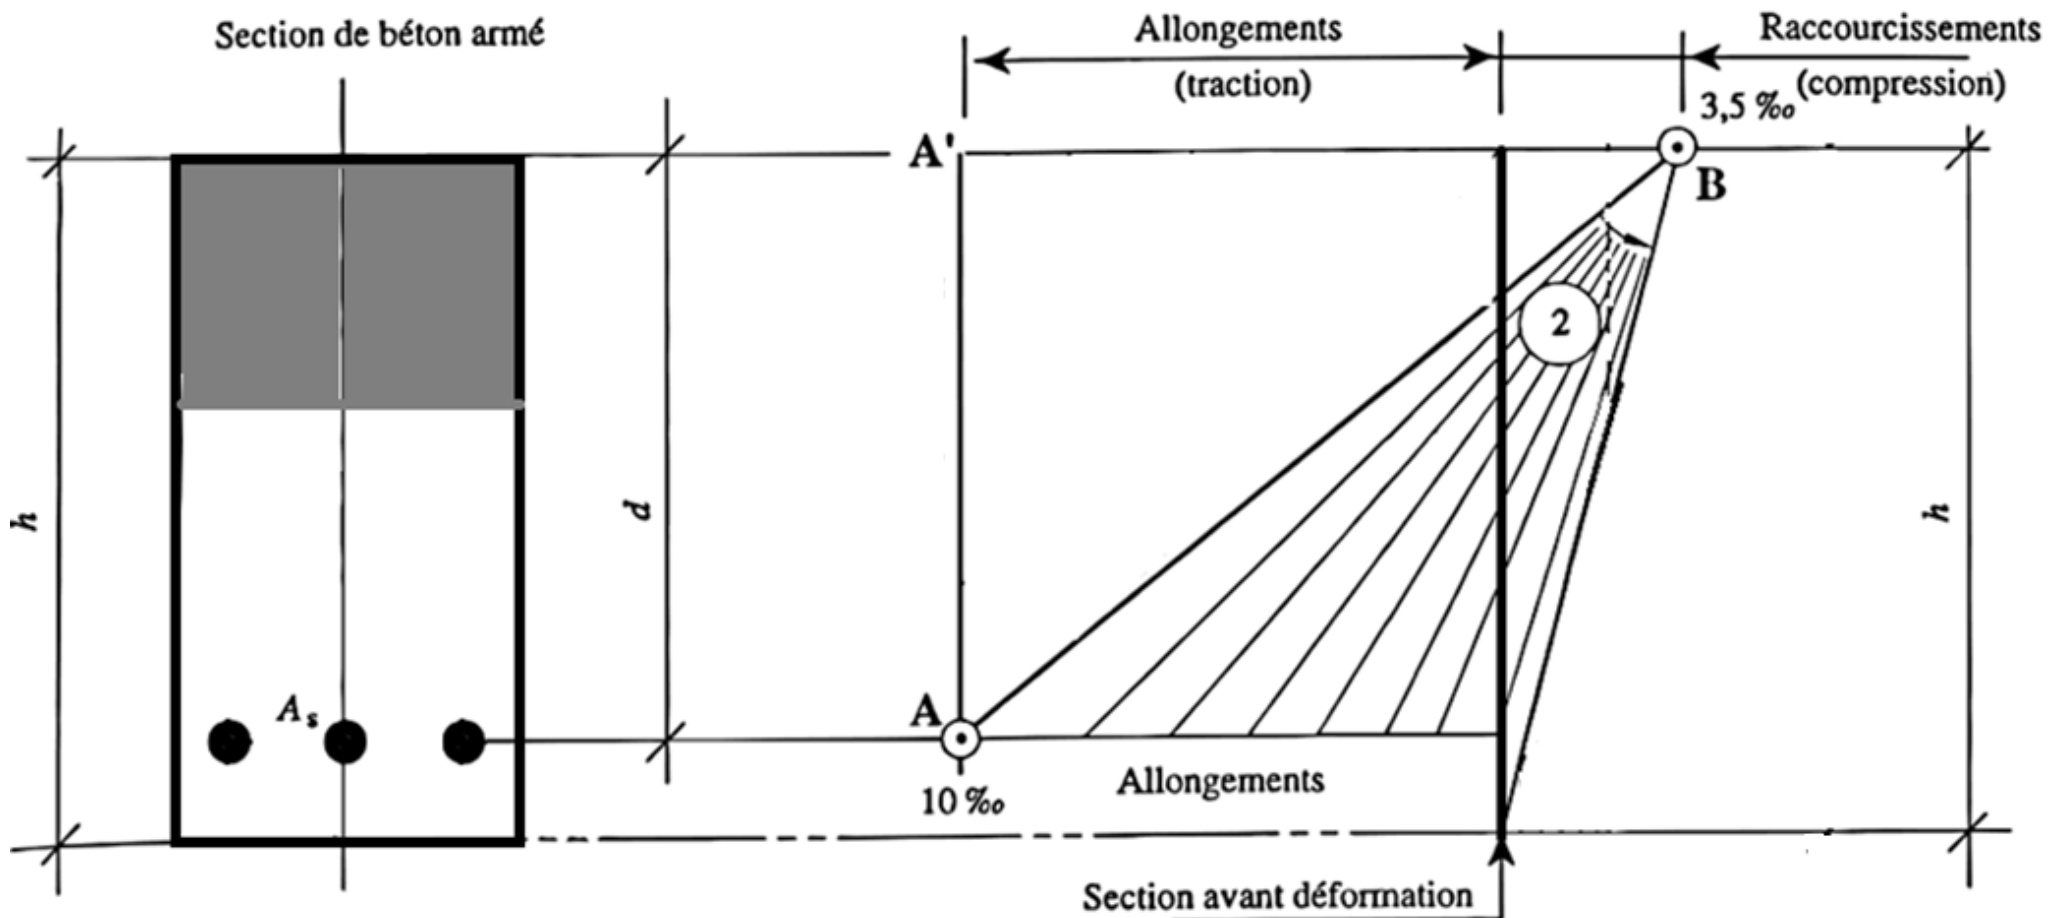 Section de béton armé
Allongements
(traction)
Raccourcissements
(compression)
3,5 ‰
A'
B
2
h
d
h
A s
A
10 ‰
Allongements
Section avant déformation